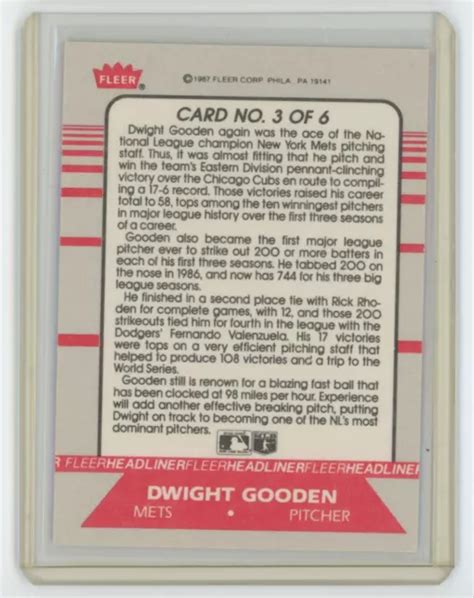 FLEER®
©1987 FLEER CORP. PHILA. PA 19141
CARD NO. 3 OF 6
Dwight Gooden again was the ace of the Na-
tional League champion New York Mets pitching
staff. Thus, it was almost fitting that he pitch and
win the team's Eastern Division pennant-clinching
victory over the Chicago Cubs en route to compil-
ing a 17-6 record. Those victories raised his career
total to 58, tops among the ten winningest pitchers
in major league history over the first three seasons
of a career.
Gooden also became the first major league
pitcher ever to strike out 200 or more batters in
each of his first three seasons. He tabbed 200 on
the nose in 1986, and now has 744 for his three big
league seasons.
He finished in a second place tie with Rick Rho-
den for complete games, with 12, and those 200
strikeouts tied him for fourth in the league with the
Dodgers' Fernando Valenzuela. His 17 victories
were tops on a very efficient pitching staff that
helped to produce 108 victories and a trip to the
World Series.
Gooden still is renown for a blazing fast ball that
has been clocked at 98 miles per hour. Experience
will add another effective breaking pitch, putting
Dwight on track to becoming one of the NL's most
dominant pitchers.
FLEERHEADLINERFLEERHEADLINERFLEERHEADLINERFLEER
DWIGHT GOODEN
METS • PITCHER